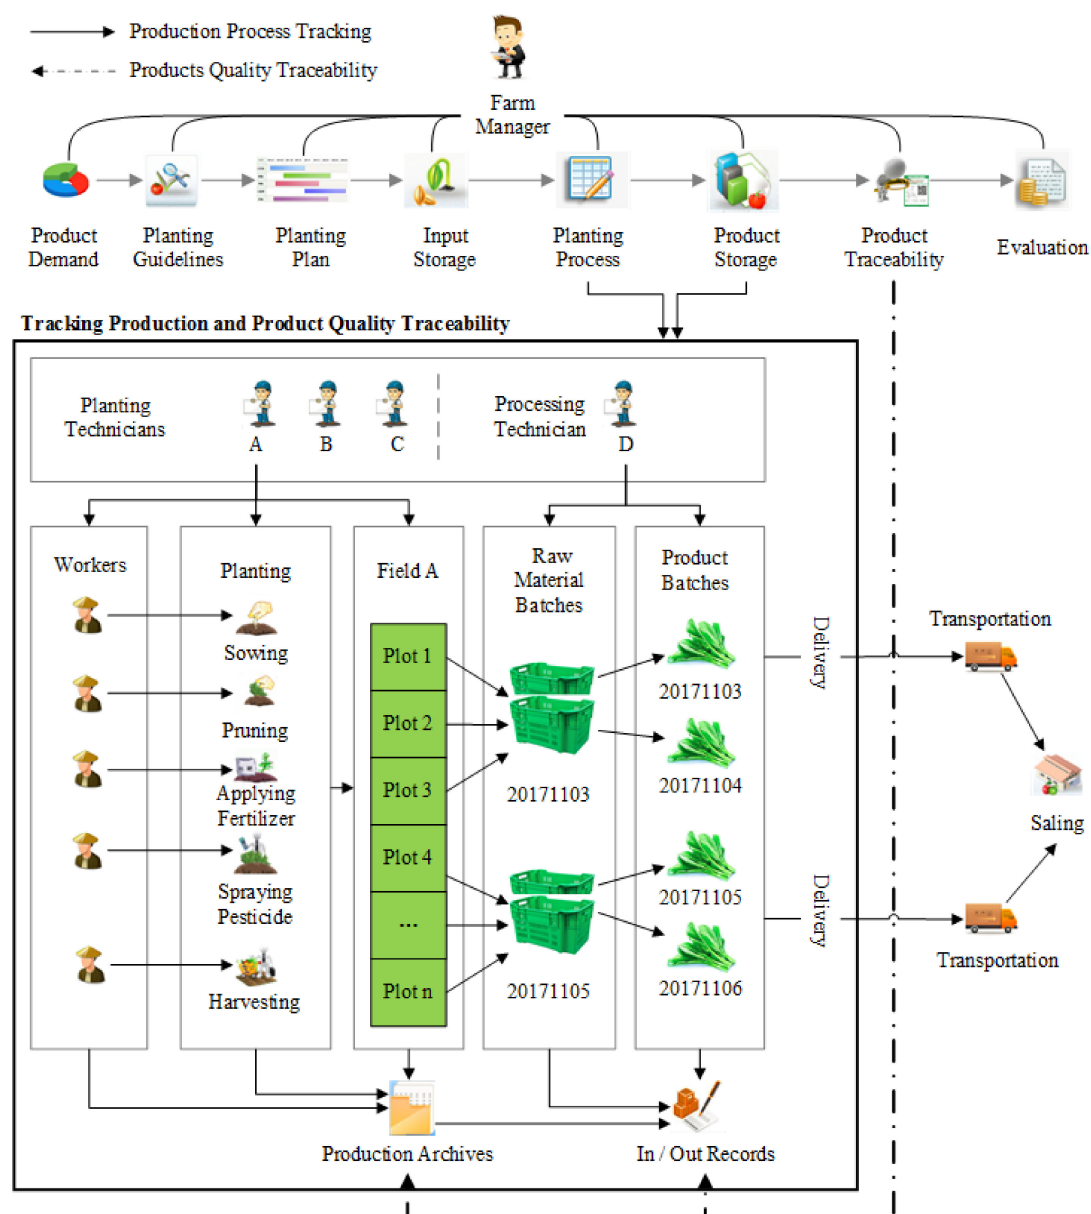 Production Process Tracking
Products Quality Traceability
Farm
Manager
Product
Demand
Planting
Guidelines
Planting
Plan
Input
Storage
Planting
Process
Product
Storage
Product
Traceability
Evaluation
Tracking Production and Product Quality Traceability
Planting
Technicians
A
B
C
Processing
Technician
D
Workers
Planting
Field A
Raw
Material
Batches
Product
Batches
Sowing
Pruning
Applying
Fertilizer
Spraying
Pesticide
Harvesting
Plot 1
Plot 2
Plot 3
Plot 4
...
Plot n
20171103
20171105
20171103
20171104
20171105
20171106
Delivery
Delivery
Transportation
Saling
Transportation
Production Archives
In / Out Records